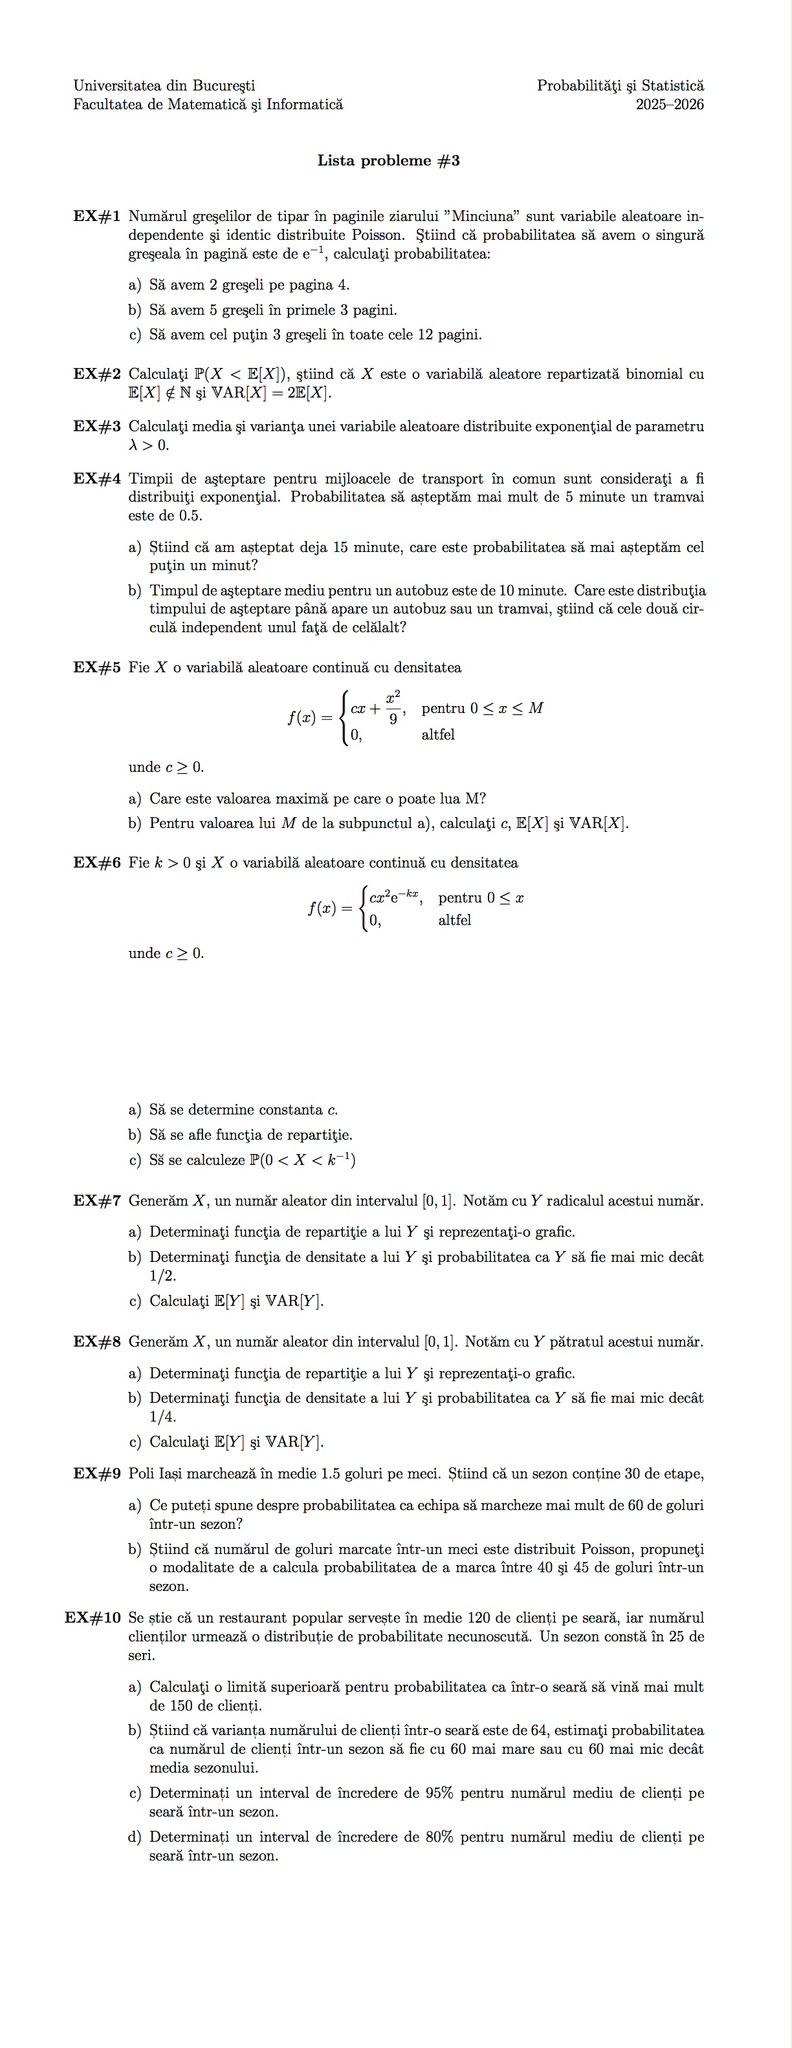 Universitatea din Bucureşti
Facultatea de Matematică şi Informatică
Probabilităţi şi Statistică
2025–2026
Lista probleme #3
EX#1 Numărul greşelilor de tipar în paginile ziarului ”Minciuna” sunt variabile aleatoare in-
dependente şi identic distribuite Poisson. Ştiind că probabilitatea să avem o singură
greşeala în pagină este de e⁻¹, calculaţi probabilitatea:
a) Să avem 2 greşeli pe pagina 4.
b) Să avem 5 greşeli în primele 3 pagini.
c) Să avem cel puţin 3 greşeli în toate cele 12 pagini.
EX#2 Calculaţi ℙ(X < 𝔼[X]), ştiind că X este o variabilă aleatore repartizată binomial cu
𝔼[X] ∉ ℕ şi 𝕍AR[X] = 2𝔼[X].
EX#3 Calculaţi media şi varianţa unei variabile aleatoare distribuite exponenţial de parametru
λ > 0.
EX#4 Timpii de aşteptare pentru mijloacele de transport în comun sunt consideraţi a fi
distribuiţi exponenţial. Probabilitatea să așteptăm mai mult de 5 minute un tramvai
este de 0.5.
a) Știind că am așteptat deja 15 minute, care este probabilitatea să mai așteptăm cel
puţin un minut?
b) Timpul de aşteptare mediu pentru un autobuz este de 10 minute. Care este distribuţia
timpului de aşteptare până apare un autobuz sau un tramvai, ştiind că cele două cir-
culă independent unul faţă de celălalt?
EX#5 Fie X o variabilă aleatoare continuă cu densitatea
f(x) = { cx + x²/9, pentru 0 ≤ x ≤ M
0, altfel
unde c ≥ 0.
a) Care este valoarea maximă pe care o poate lua M?
b) Pentru valoarea lui M de la subpunctul a), calculaţi c, 𝔼[X] şi 𝕍AR[X].
EX#6 Fie k > 0 şi X o variabilă aleatoare continuă cu densitatea
f(x) = { cx²e⁻ᵏˣ, pentru 0 ≤ x
0, altfel
unde c ≥ 0.
a) Să se determine constanta c.
b) Să se afle funcţia de repartiţie.
c) Sš se calculeze ℙ(0 < X < k⁻¹)
EX#7 Generăm X, un număr aleator din intervalul [0, 1]. Notăm cu Y radicalul acestui număr.
a) Determinaţi funcţia de repartiţie a lui Y şi reprezentaţi-o grafic.
b) Determinaţi funcţia de densitate a lui Y şi probabilitatea ca Y să fie mai mic decât
1/2.
c) Calculaţi 𝔼[Y] şi 𝕍AR[Y].
EX#8 Generăm X, un număr aleator din intervalul [0, 1]. Notăm cu Y pătratul acestui număr.
a) Determinaţi funcţia de repartiţie a lui Y şi reprezentaţi-o grafic.
b) Determinaţi funcţia de densitate a lui Y şi probabilitatea ca Y să fie mai mic decât
1/4.
c) Calculaţi 𝔼[Y] şi 𝕍AR[Y].
EX#9 Poli Iași marchează în medie 1.5 goluri pe meci. Știind că un sezon conține 30 de etape,
a) Ce puteți spune despre probabilitatea ca echipa să marcheze mai mult de 60 de goluri
într-un sezon?
b) Știind că numărul de goluri marcate într-un meci este distribuit Poisson, propuneți
o modalitate de a calcula probabilitatea de a marca între 40 şi 45 de goluri într-un
sezon.
EX#10 Se știe că un restaurant popular servește în medie 120 de clienți pe seară, iar numărul
clienților urmează o distribuție de probabilitate necunoscută. Un sezon constă în 25 de
seri.
a) Calculaţi o limită superioară pentru probabilitatea ca într-o seară să vină mai mult
de 150 de clienți.
b) Știind că varianța numărului de clienți într-o seară este de 64, estimaţi probabilitatea
ca numărul de clienți într-un sezon să fie cu 60 mai mare sau cu 60 mai mic decât
media sezonului.
c) Determinați un interval de încredere de 95% pentru numărul mediu de clienți pe
seară într-un sezon.
d) Determinați un interval de încredere de 80% pentru numărul mediu de clienți pe
seară într-un sezon.